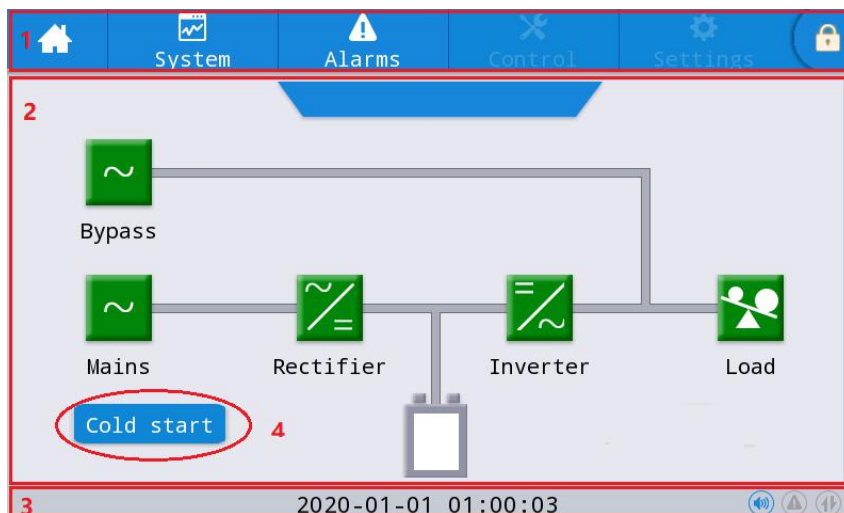 1
System Alarms Control Settings
2
Bypass
Mains Rectifier Inverter Load
Cold start 4
3 2020-01-01 01:00:03